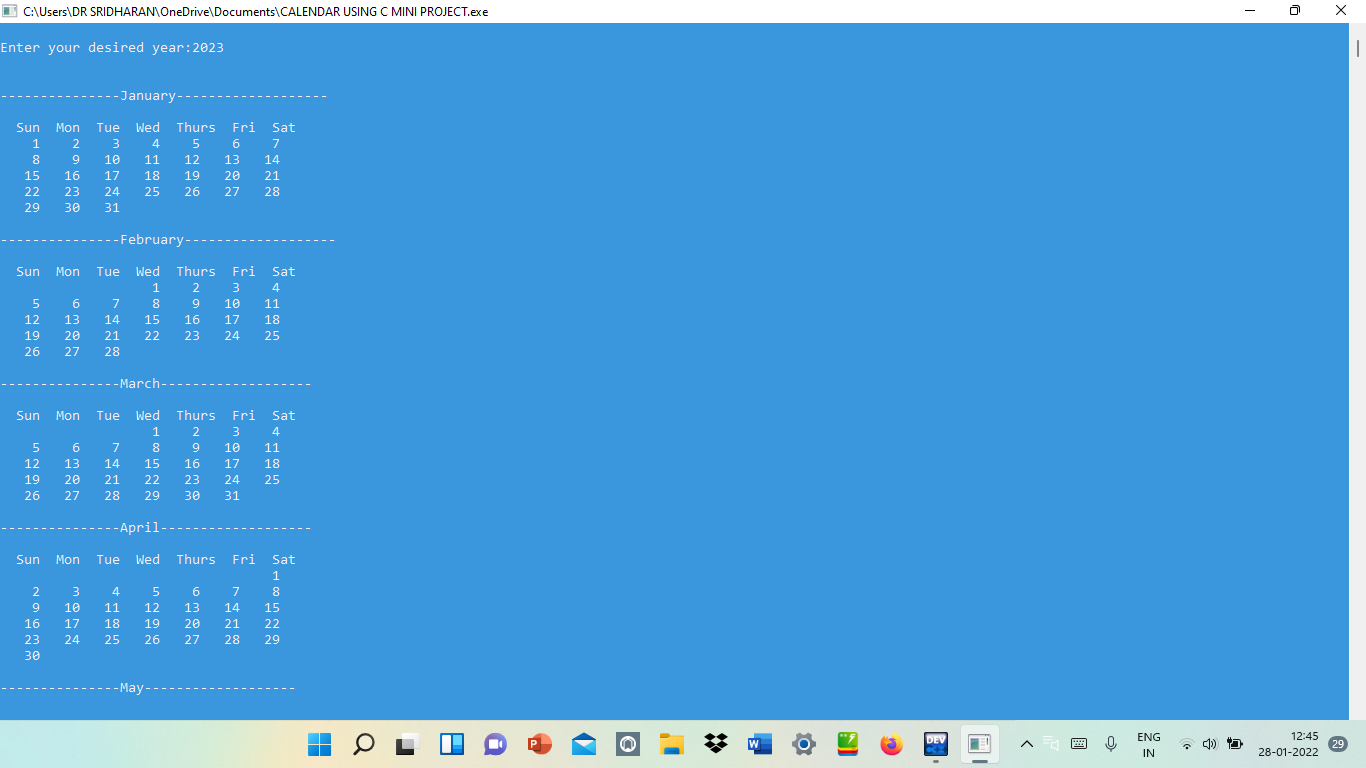 C:\Users\DR SRIDHARAN\OneDrive\Documents\CALENDAR USING C MINI PROJECT.exe
Enter your desired year:2023
---------------January-------------------
Sun Mon Tue Wed Thurs Fri Sat
1 2 3 4 5 6 7
8 9 10 11 12 13 14
15 16 17 18 19 20 21
22 23 24 25 26 27 28
29 30 31
---------------February-------------------
Sun Mon Tue Wed Thurs Fri Sat
1 2 3 4
5 6 7 8 9 10 11
12 13 14 15 16 17 18
19 20 21 22 23 24 25
26 27 28
---------------March-------------------
Sun Mon Tue Wed Thurs Fri Sat
1 2 3 4
5 6 7 8 9 10 11
12 13 14 15 16 17 18
19 20 21 22 23 24 25
26 27 28 29 30 31
---------------April-------------------
Sun Mon Tue Wed Thurs Fri Sat
1
2 3 4 5 6 7 8
9 10 11 12 13 14 15
16 17 18 19 20 21 22
23 24 25 26 27 28 29
30
---------------May-------------------
P
W
DEV
ENG
IN
12:45
28-01-2022
29